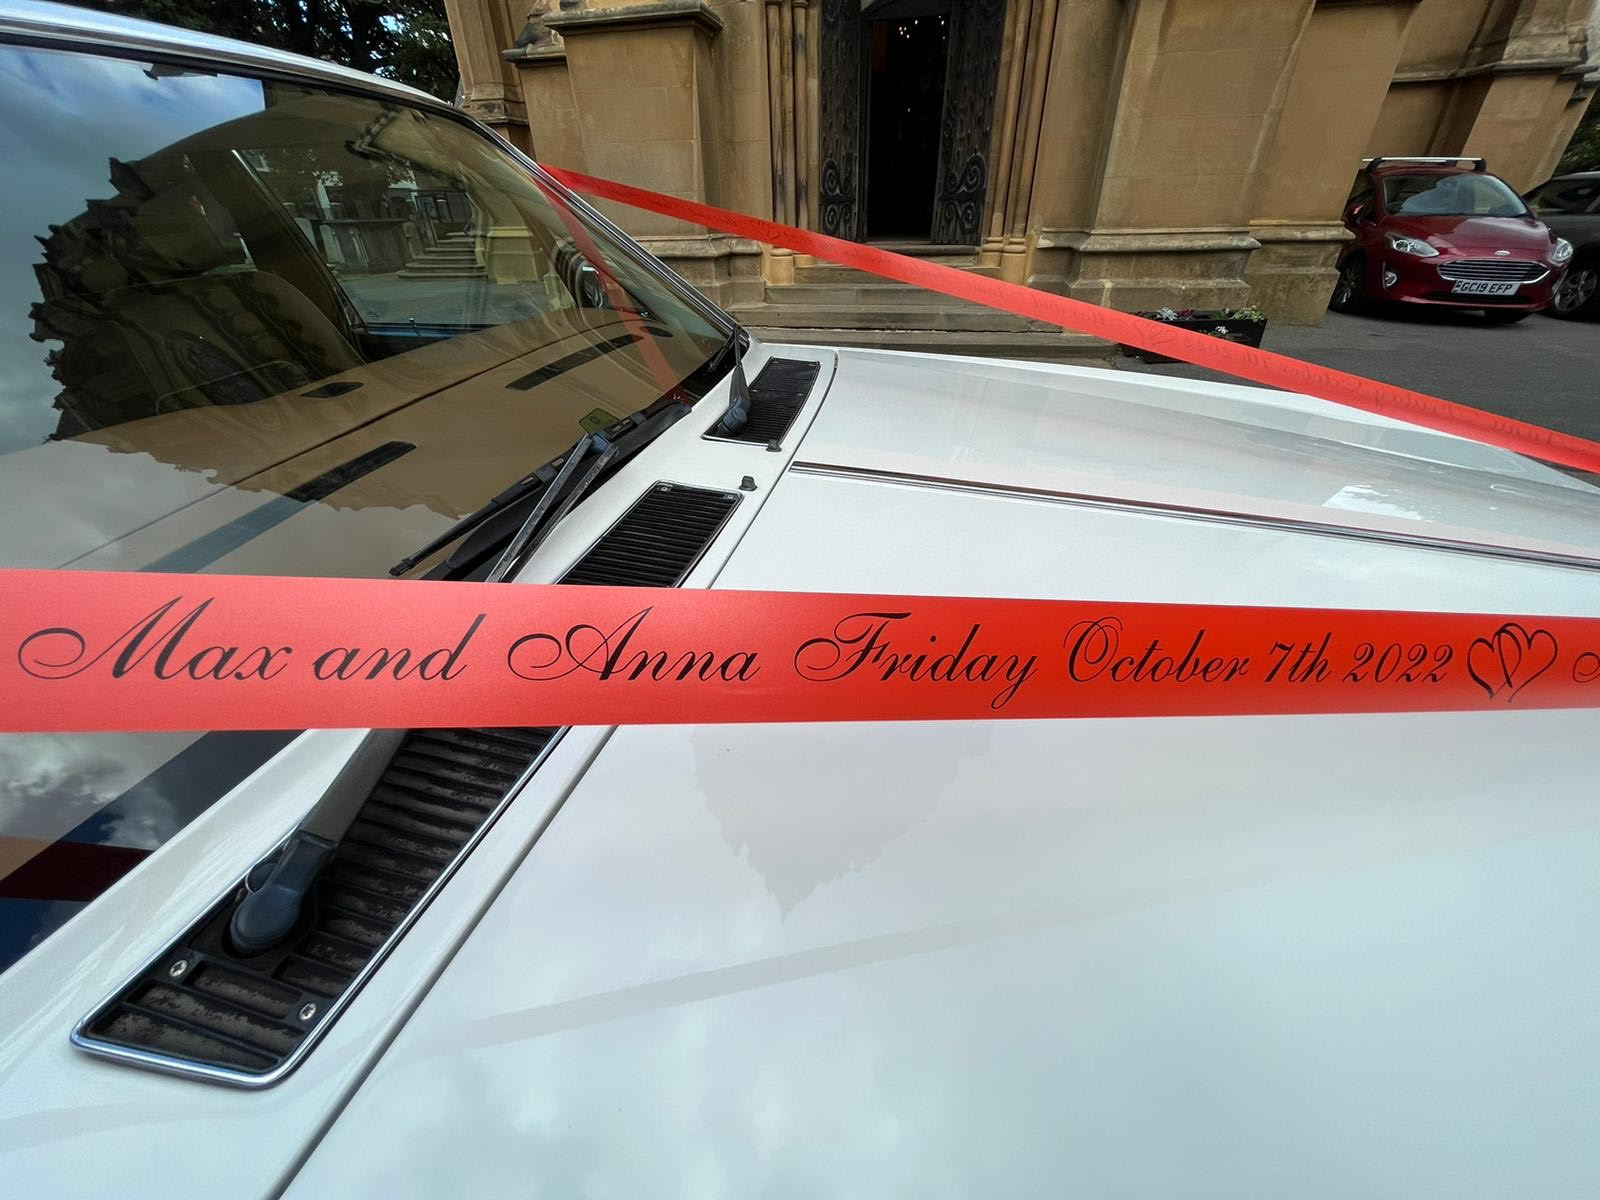 Max and Anna Friday October 7th 2022
GC19 EFP